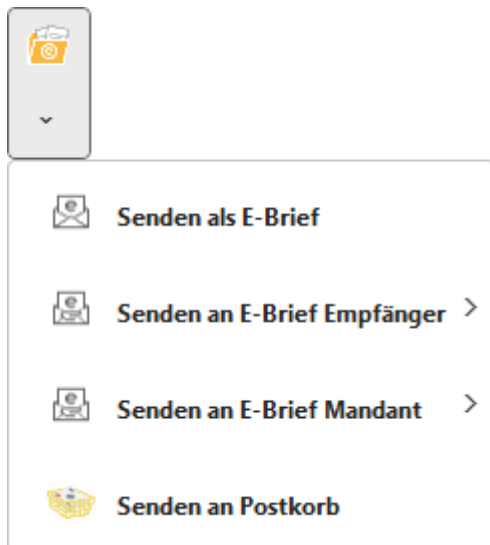 Senden als E-Brief
Senden an E-Brief Empfänger
Senden an E-Brief Mandant
Senden an Postkorb